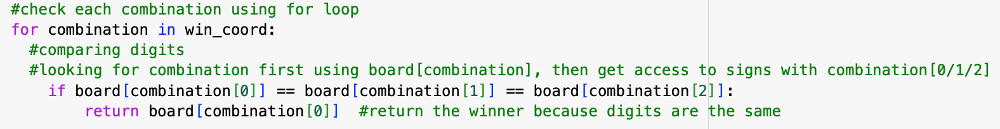 #check each combination using for loop
for combination in win_coord:
#comparing digits
#looking for combination first using board[combination], then get access to signs with combination[0/1/2]
if board[combination[0]] == board[combination[1]] == board[combination[2]]:
return board[combination[0]]  #return the winner because digits are the same